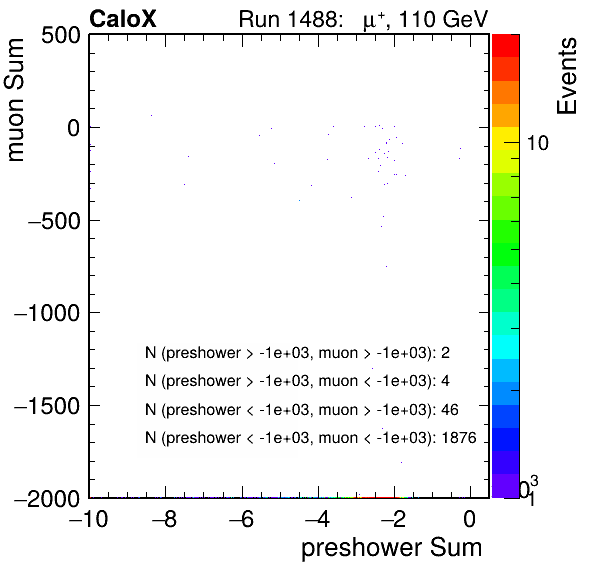 CaloX Run 1488: μ⁺, 110 GeV
muon Sum
Events
500
0
−500
−1000
−1500
−2000
10
1
N (preshower > -1e+03, muon > -1e+03): 2
N (preshower > -1e+03, muon < -1e+03): 4
N (preshower < -1e+03, muon > -1e+03): 46
N (preshower < -1e+03, muon < -1e+03): 1876
−10 −8 −6 −4 −2 0
preshower Sum